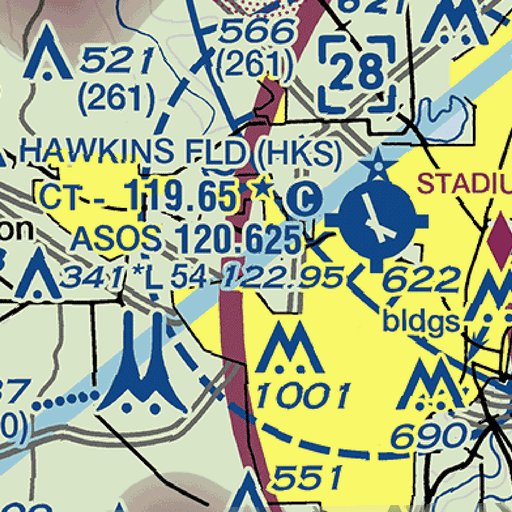 566
(261)
521
(261)
28
HAWKINS FLD (HKS)
CT - 119.65 ★ C
STADIU
ASOS 120.625
on
341 *L 54 122.95
622
bldgs
1001
0)
690
551